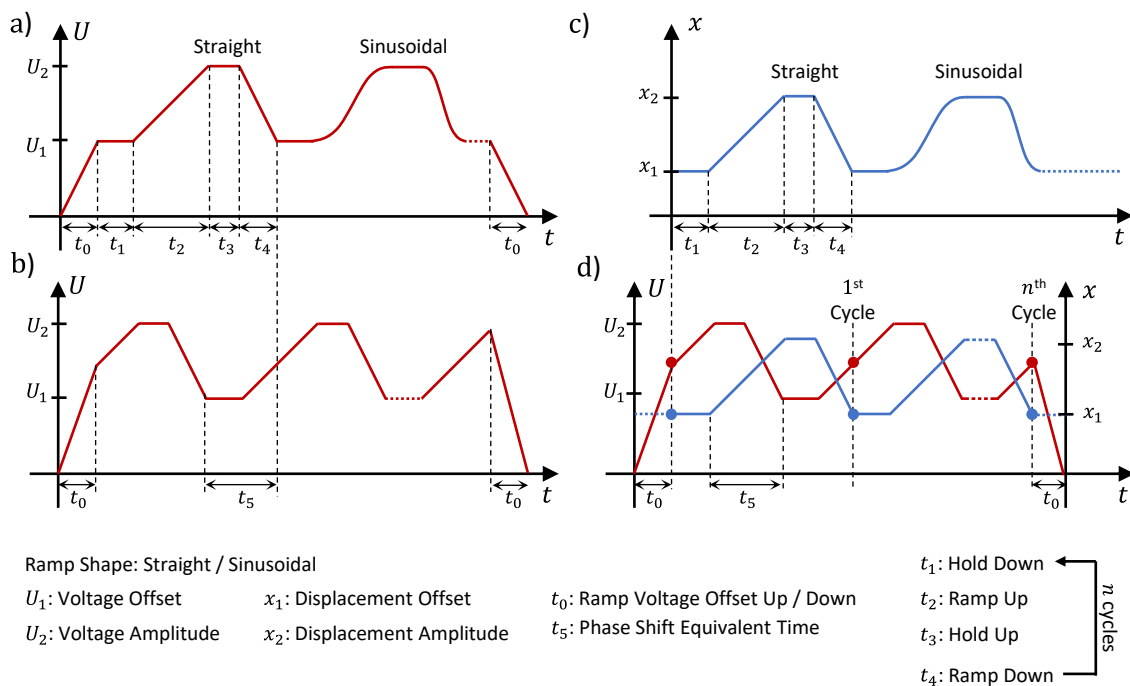 a)
U
Straight
Sinusoidal
U₂
U₁
t₀
t₁
t₂
t₃
t₄
t₀
t
c)
x
Straight
Sinusoidal
x₂
x₁
t₁
t₂
t₃
t₄
t
b)
U
U₂
U₁
t₀
t₅
t₀
t
d)
U
1ˢᵗ
Cycle
nᵗʰ
Cycle
x
U₂
x₂
U₁
x₁
t₀
t₅
t₀
t
Ramp Shape: Straight / Sinusoidal
U₁: Voltage Offset
x₁: Displacement Offset
t₀: Ramp Voltage Offset Up / Down
U₂: Voltage Amplitude
x₂: Displacement Amplitude
t₅: Phase Shift Equivalent Time
t₁: Hold Down
t₂: Ramp Up
t₃: Hold Up
t₄: Ramp Down
n cycles